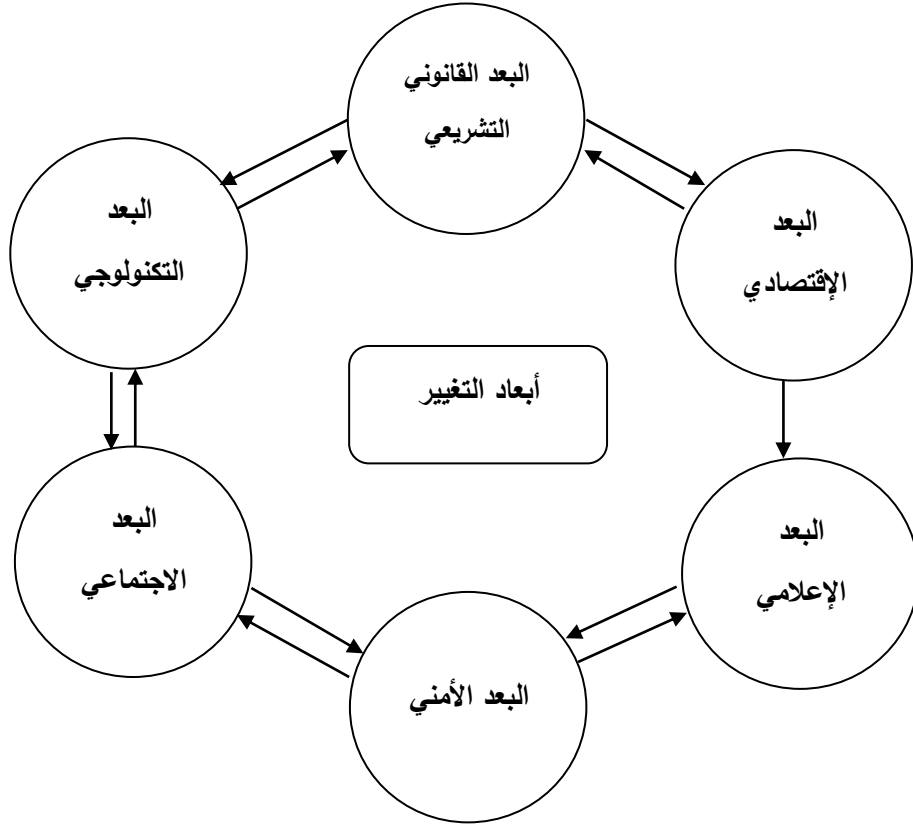 البعد القانوني
التشريعي
البعد
التكنولوجي
البعد
الإقتصادي
أبعاد التغيير
البعد
الاجتماعي
البعد
الإعلامي
البعد الأمني